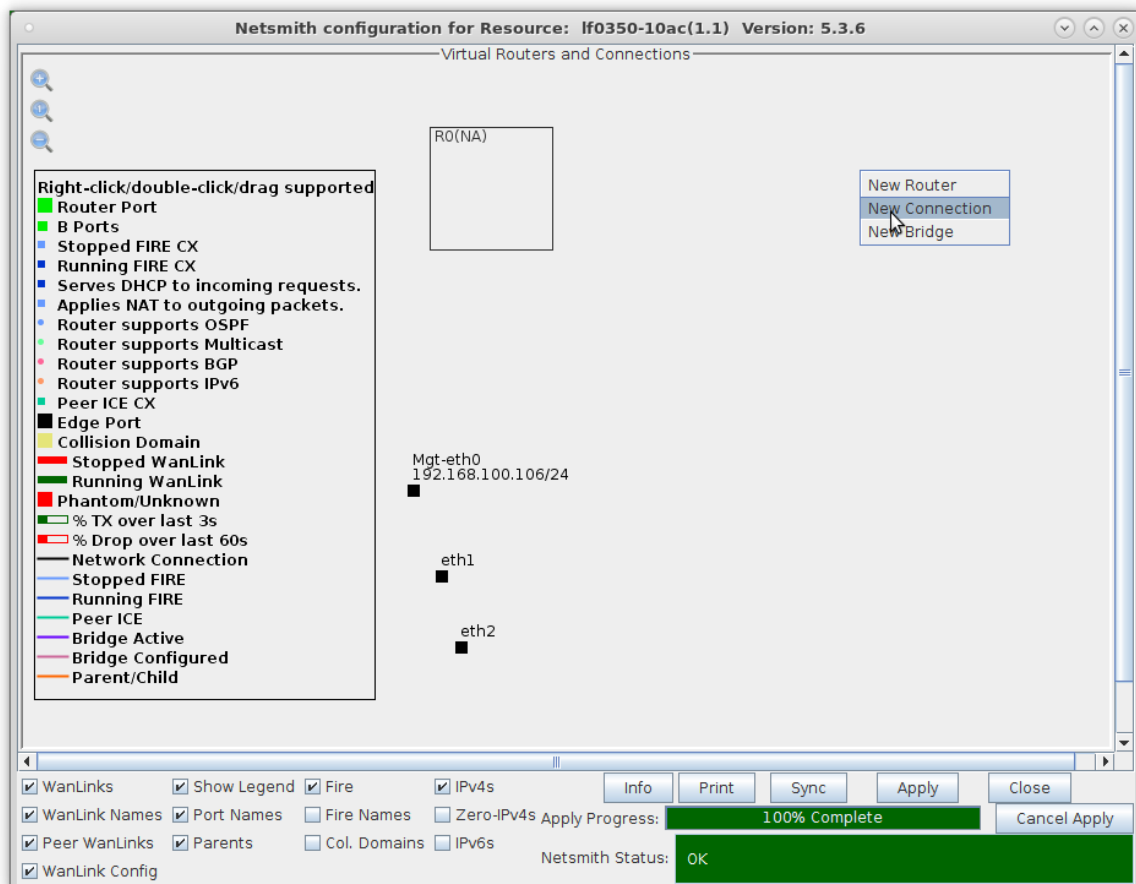 Netsmith configuration for Resource: lf0350-10ac(1.1) Version: 5.3.6
Virtual Routers and Connections
R0(NA)
New Router
New Connection
New Bridge
Right-click/double-click/drag supported
Router Port
B Ports
Stopped FIRE CX
Running FIRE CX
Serves DHCP to incoming requests.
Applies NAT to outgoing packets.
Router supports OSPF
Router supports Multicast
Router supports BGP
Router supports IPv6
Peer ICE CX
Edge Port
Collision Domain
Stopped WanLink
Running WanLink
Phantom/Unknown
% TX over last 3s
% Drop over last 60s
Network Connection
Stopped FIRE
Running FIRE
Peer ICE
Bridge Active
Bridge Configured
Parent/Child
Mgt-eth0
192.168.100.106/24
eth1
eth2
WanLinks Show Legend Fire IPv4s Info Print Sync Apply Close
WanLink Names Port Names Fire Names Zero-IPv4s Apply Progress: 100% Complete Cancel Apply
Peer WanLinks Parents Col. Domains IPv6s Netsmith Status: OK
WanLink Config